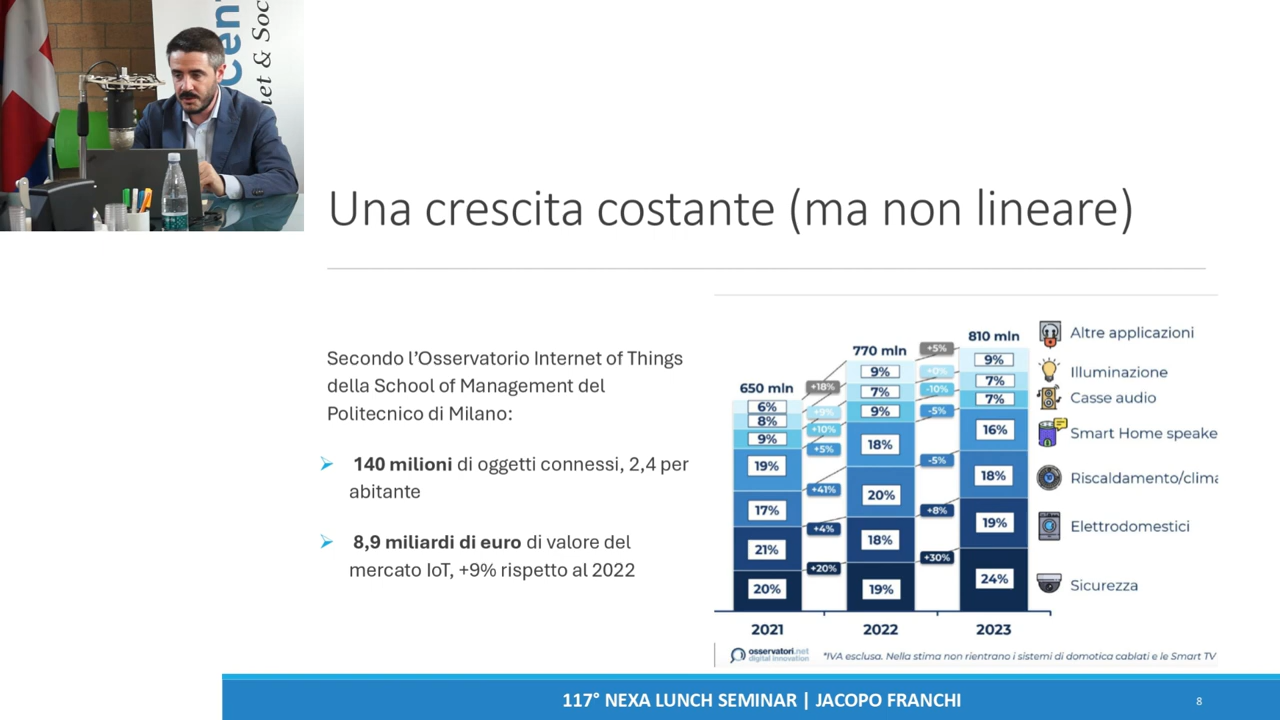 Cen
net & Soc
Una crescita costante (ma non lineare)
Secondo l’Osservatorio Internet of Things
della School of Management del
Politecnico di Milano:
140 milioni di oggetti connessi, 2,4 per
abitante
8,9 miliardi di euro di valore del
mercato IoT, +9% rispetto al 2022
650 mln
6%
8%
9%
19%
17%
21%
20%
2021
+18%
+9%
+10%
+5%
+41%
+4%
+20%
770 mln
9%
7%
9%
18%
20%
18%
19%
2022
+5%
+0%
-10%
-5%
-5%
+8%
+30%
810 mln
9%
7%
7%
16%
18%
19%
24%
2023
Altre applicazioni
Illuminazione
Casse audio
Smart Home speake
Riscaldamento/clima
Elettrodomestici
Sicurezza
osservatori.net
digital innovation
*IVA esclusa. Nella stima non rientrano i sistemi di domotica cablati e le Smart TV
117° NEXA LUNCH SEMINAR | JACOPO FRANCHI
8